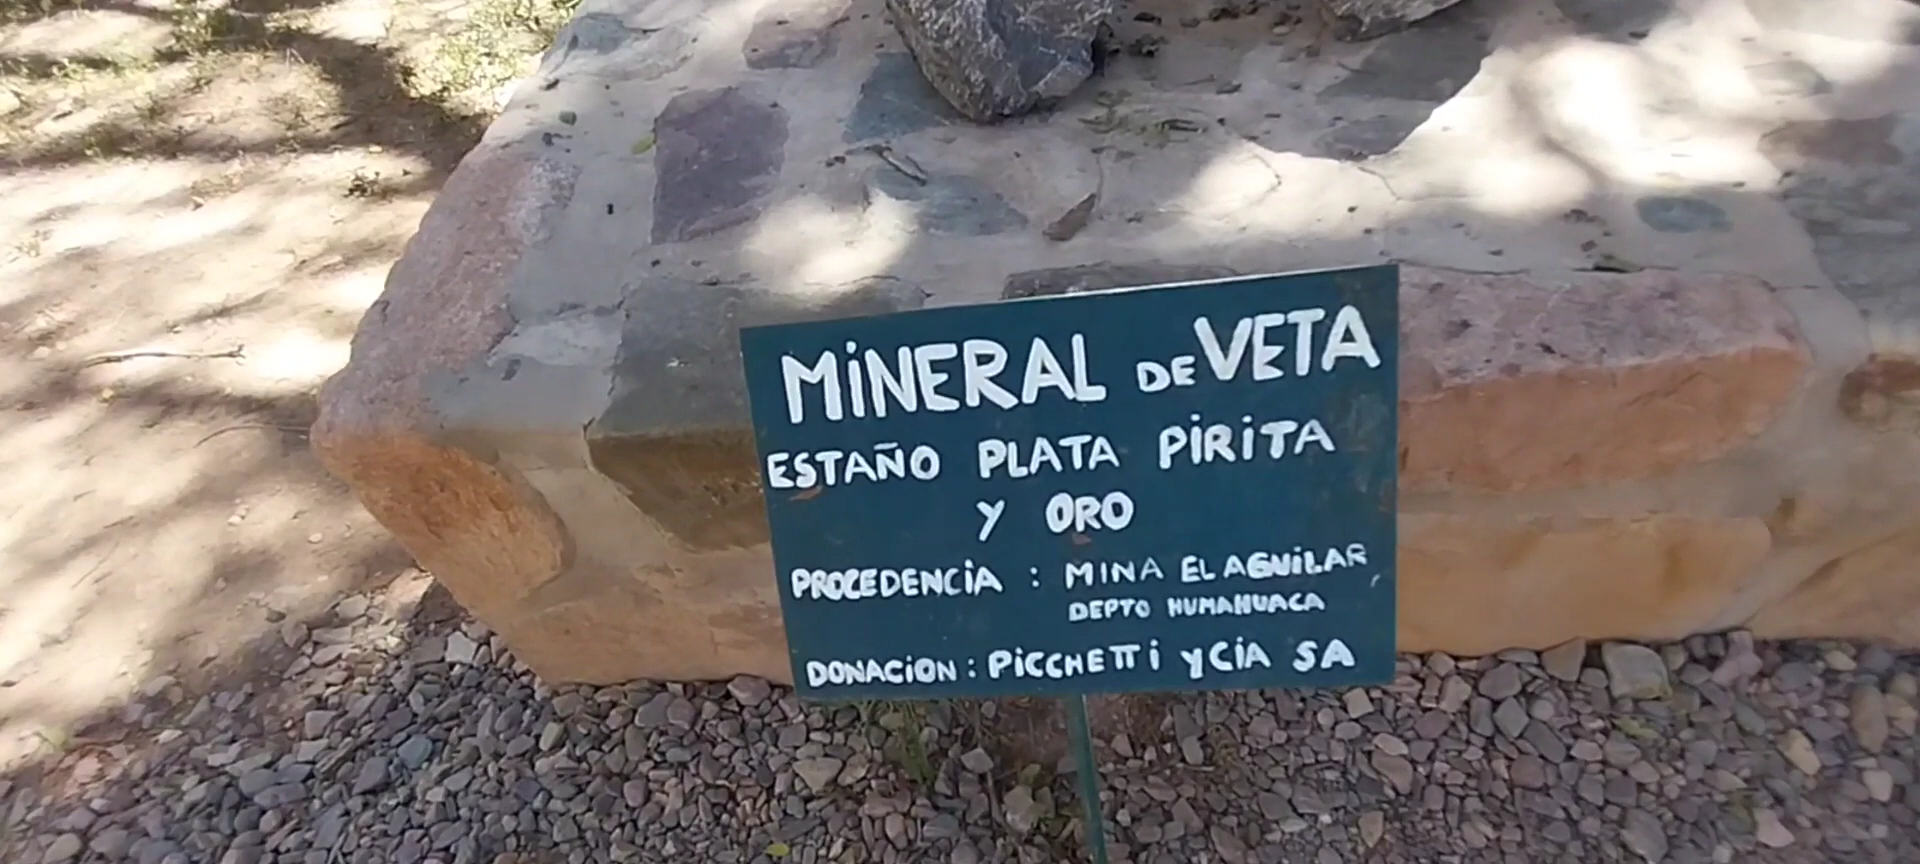 MiNERAL DE VETA
ESTAÑO PLATA PiRiTA
Y ORO
PROCEDENCiA : MINA EL AGUiLAR
DEPTO HUMAHUACA
DONACiON : PiCCHETTi Y CiA SA